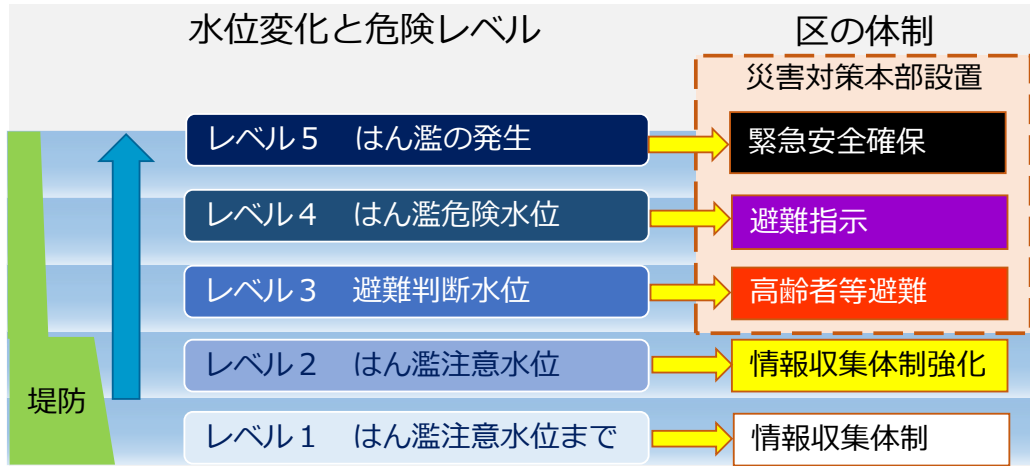 水位変化と危険レベル
区の体制
災害対策本部設置
レベル５　はん濫の発生
緊急安全確保
レベル４　はん濫危険水位
避難指示
レベル３　避難判断水位
高齢者等避難
レベル２　はん濫注意水位
情報収集体制強化
堤防
レベル１　はん濫注意水位まで
情報収集体制